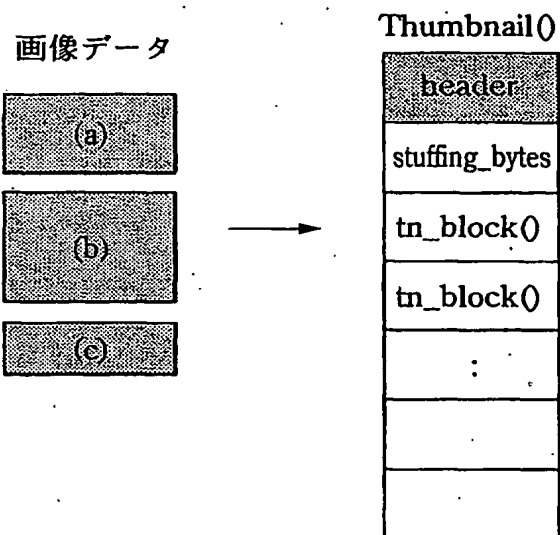 画像データ
(a)
(b)
(c)
Thumbnail()
header
stuffing_bytes
tn_block()
tn_block()
: